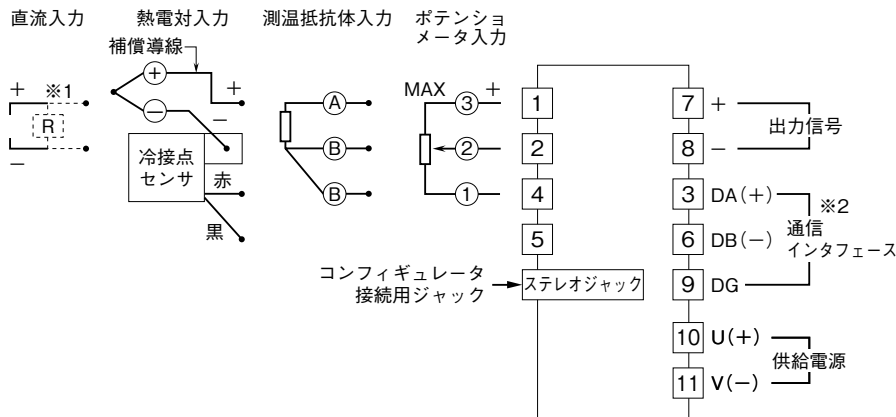 直流入力
+
※1
R
−
熱電対入力
補償導線
+
−
+
−
冷接点
センサ
赤
黒
測温抵抗体入力
A
B
B
ポテンショ
メータ入力
MAX
3
+
2
1
1
2
4
5
コンフィギュレータ
接続用ジャック
ステレオジャック
7 +
8 −
出力信号
3 DA(+)
6 DB(−)
9 DG
※2
通信
インタフェース
10 U(+)
11 V(−)
供給電源